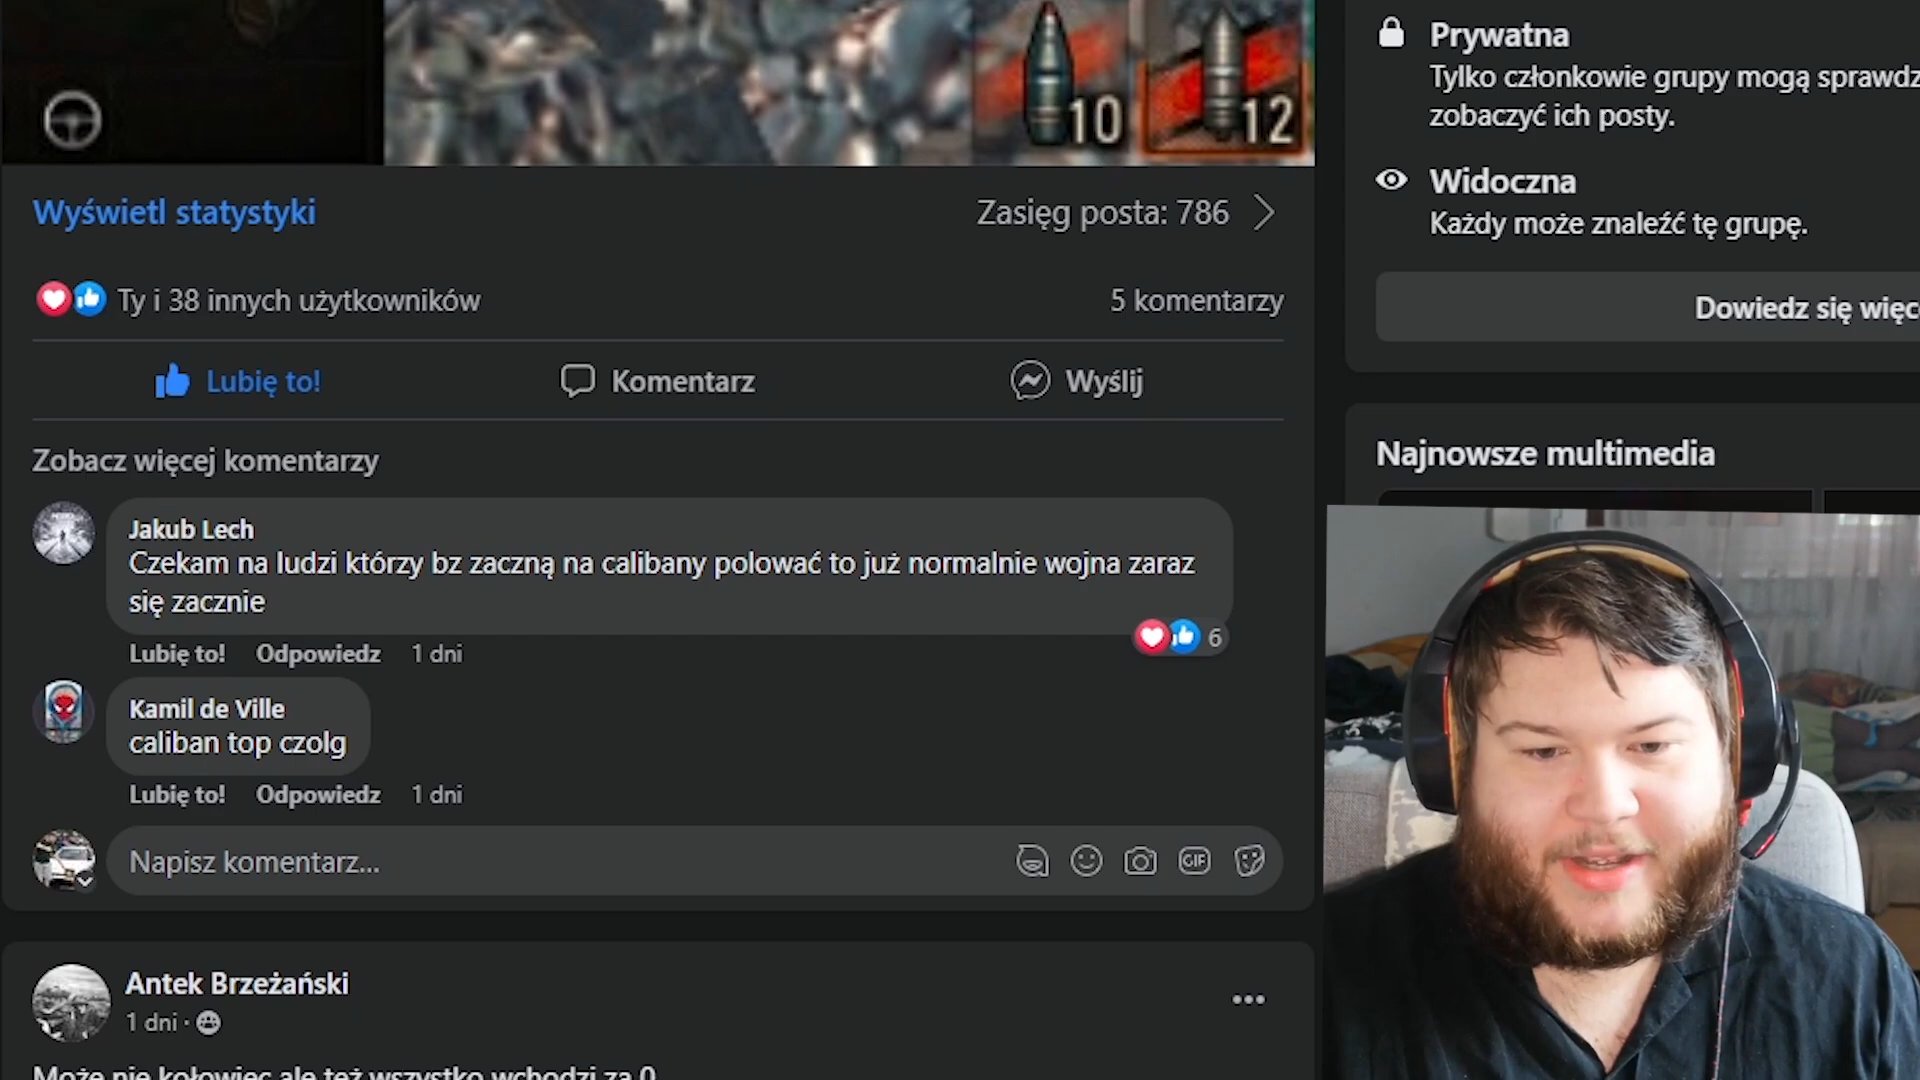 10
12
Wyświetl statystyki
Zasięg posta: 786
Ty i 38 innych użytkowników
5 komentarzy
Lubię to!
Komentarz
Wyślij
Zobacz więcej komentarzy
Jakub Lech
Czekam na ludzi którzy bz zaczną na calibany polować to już normalnie wojna zaraz
się zacznie
6
Lubię to! Odpowiedz 1 dni
Kamil de Ville
caliban top czolg
Lubię to! Odpowiedz 1 dni
Napisz komentarz...
GIF
Antek Brzeżański
1 dni ·
Może nie kołowiec ale też wszystko wchodzi za 0
Prywatna
Tylko członkowie grupy mogą sprawdz
zobaczyć ich posty.
Widoczna
Każdy może znaleźć tę grupę.
Dowiedz się więc
Najnowsze multimedia